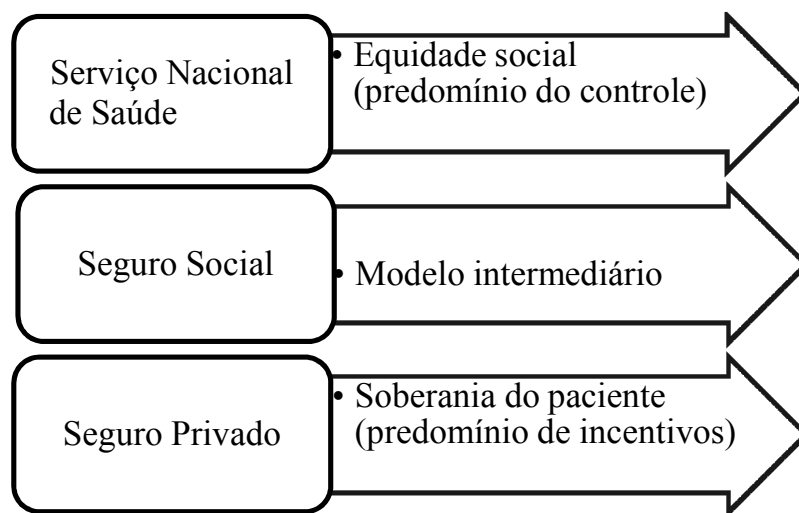 Serviço Nacional
de Saúde
• Equidade social
(predomínio do controle)
Seguro Social
• Modelo intermediário
Seguro Privado
• Soberania do paciente
(predomínio de incentivos)